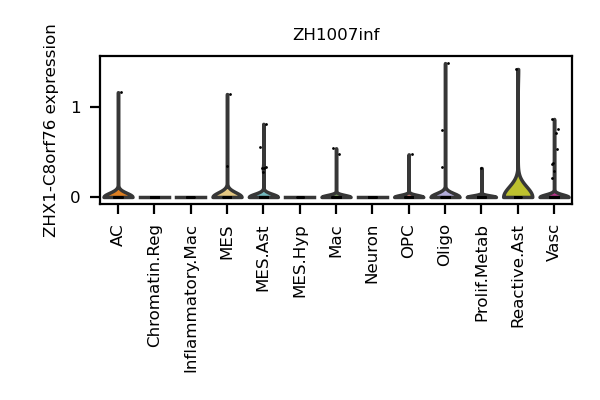 ZH1007inf
ZHX1-C8orf76 expression
1
0
AC
Chromatin.Reg
Inflammatory.Mac
MES
MES.Ast
MES.Hyp
Mac
Neuron
OPC
Oligo
Prolif.Metab
Reactive.Ast
Vasc